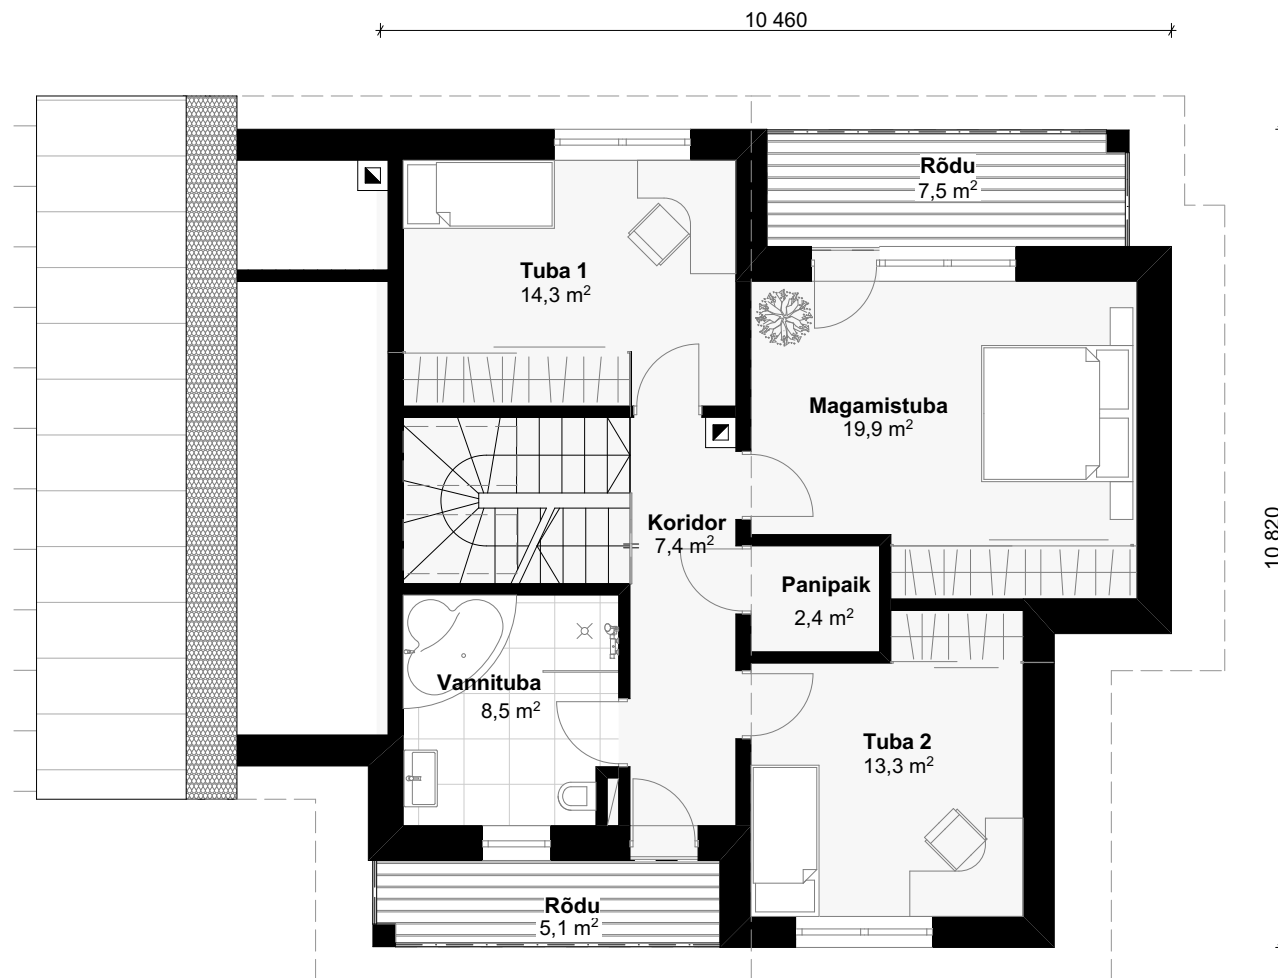 10 460
Rõdu
7,5 m²
Tuba 1
14,3 m²
Magamistuba
19,9 m²
Koridor
7,4 m²
10 820
Panipaik
2,4 m²
Vannituba
8,5 m²
Tuba 2
13,3 m²
Rõdu
5,1 m²